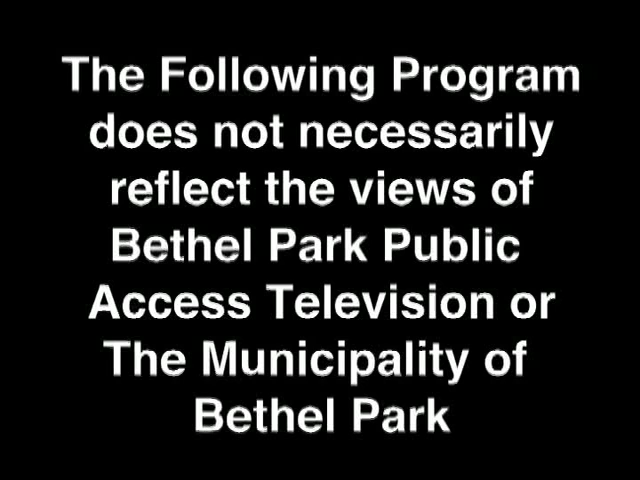 The Following Program
does not necessarily
reflect the views of
Bethel Park Public
Access Television or
The Municipality of
Bethel Park